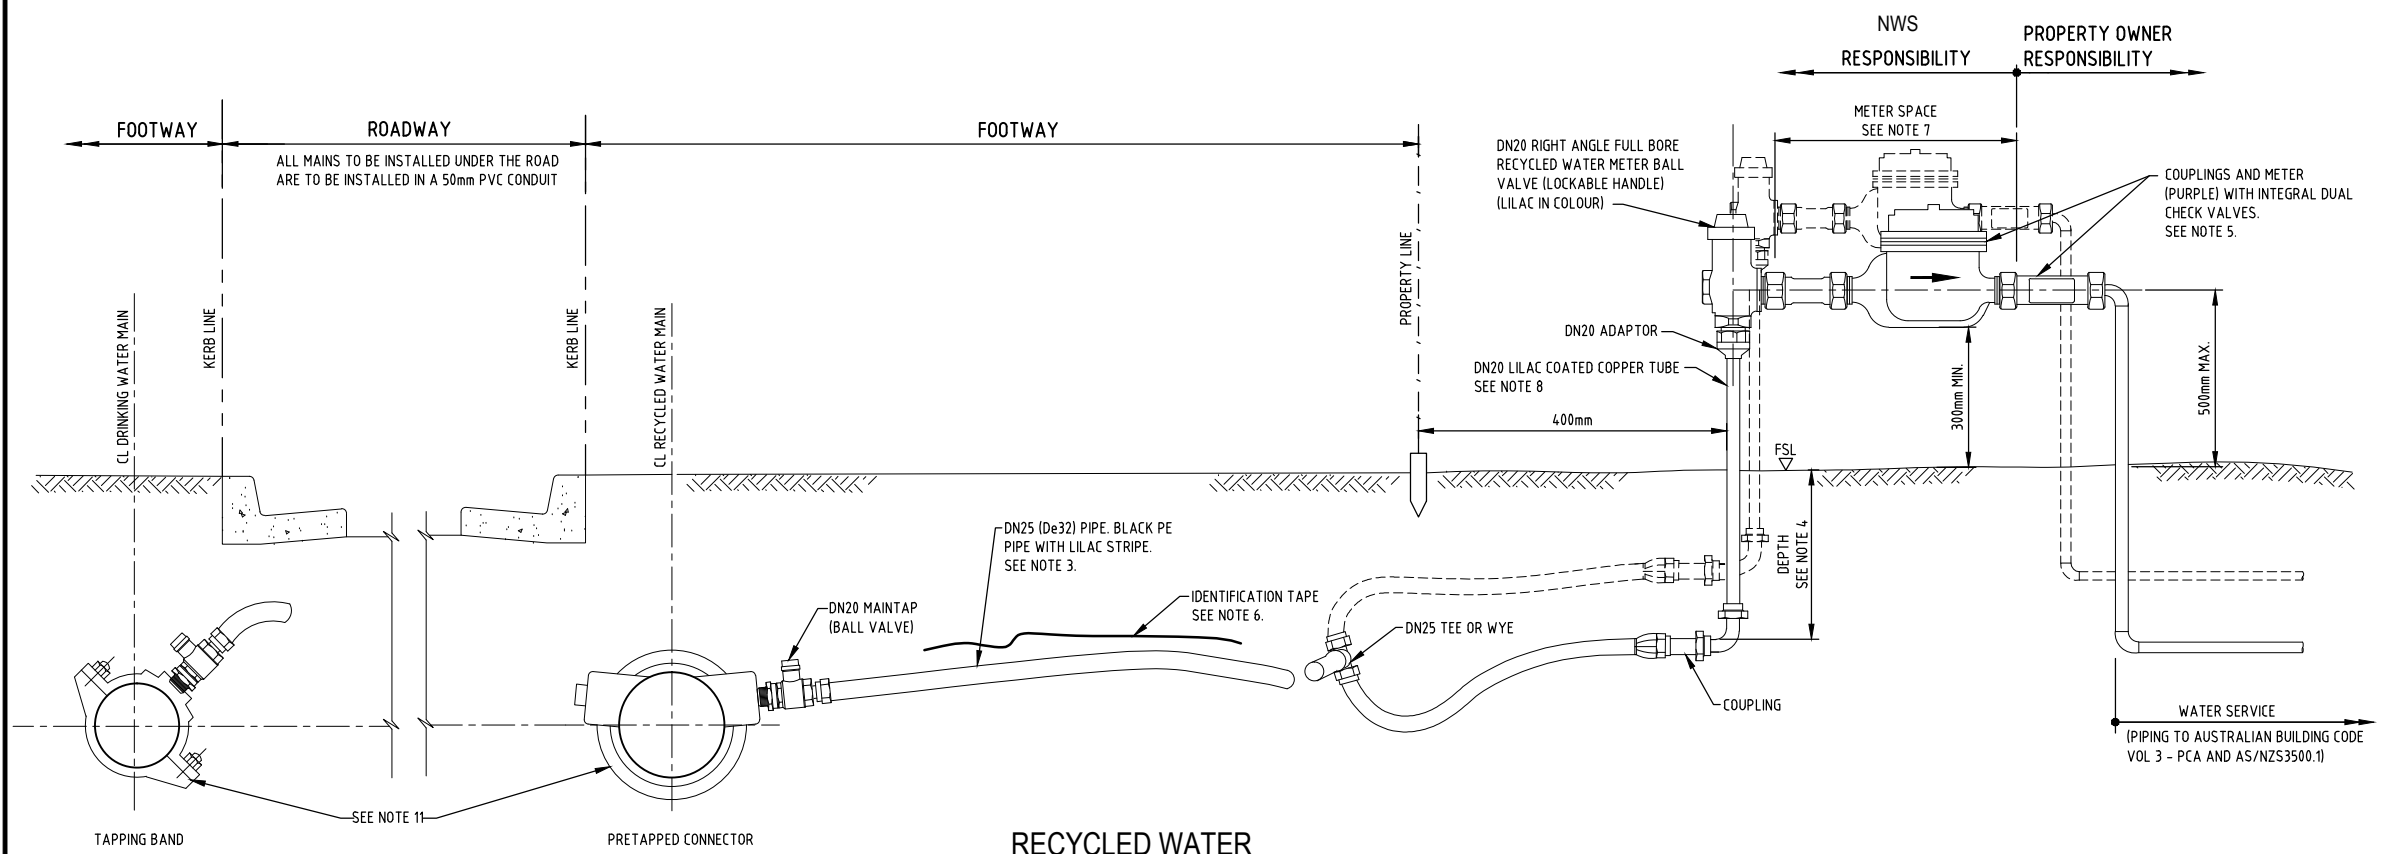 NWS
RESPONSIBILITY
PROPERTY OWNER
RESPONSIBILITY
METER SPACE
SEE NOTE 7
FOOTWAY
ROADWAY
FOOTWAY
ALL MAINS TO BE INSTALLED UNDER THE ROAD
ARE TO BE INSTALLED IN A 50mm PVC CONDUIT
DN20 RIGHT ANGLE FULL BORE
RECYCLED WATER METER BALL
VALVE (LOCKABLE HANDLE)
(LILAC IN COLOUR)
COUPLINGS AND METER
(PURPLE) WITH INTEGRAL DUAL
CHECK VALVES.
SEE NOTE 5.
CL DRINKING WATER MAIN
KERB LINE
KERB LINE
CL RECYCLED WATER MAIN
PROPERTY LINE
DN20 ADAPTOR
DN20 LILAC COATED COPPER TUBE
SEE NOTE 8
400mm
300mm MIN.
500mm MAX.
FSL
DEPTH
SEE NOTE 4
DN25 (De32) PIPE. BLACK PE
PIPE WITH LILAC STRIPE.
SEE NOTE 3.
DN20 MAINTAP
(BALL VALVE)
IDENTIFICATION TAPE
SEE NOTE 6.
DN25 TEE OR WYE
COUPLING
WATER SERVICE
(PIPING TO AUSTRALIAN BUILDING CODE
VOL 3 - PCA AND AS/NZS3500.1)
SEE NOTE 11
TAPPING BAND
PRETAPPED CONNECTOR
RECYCLED WATER